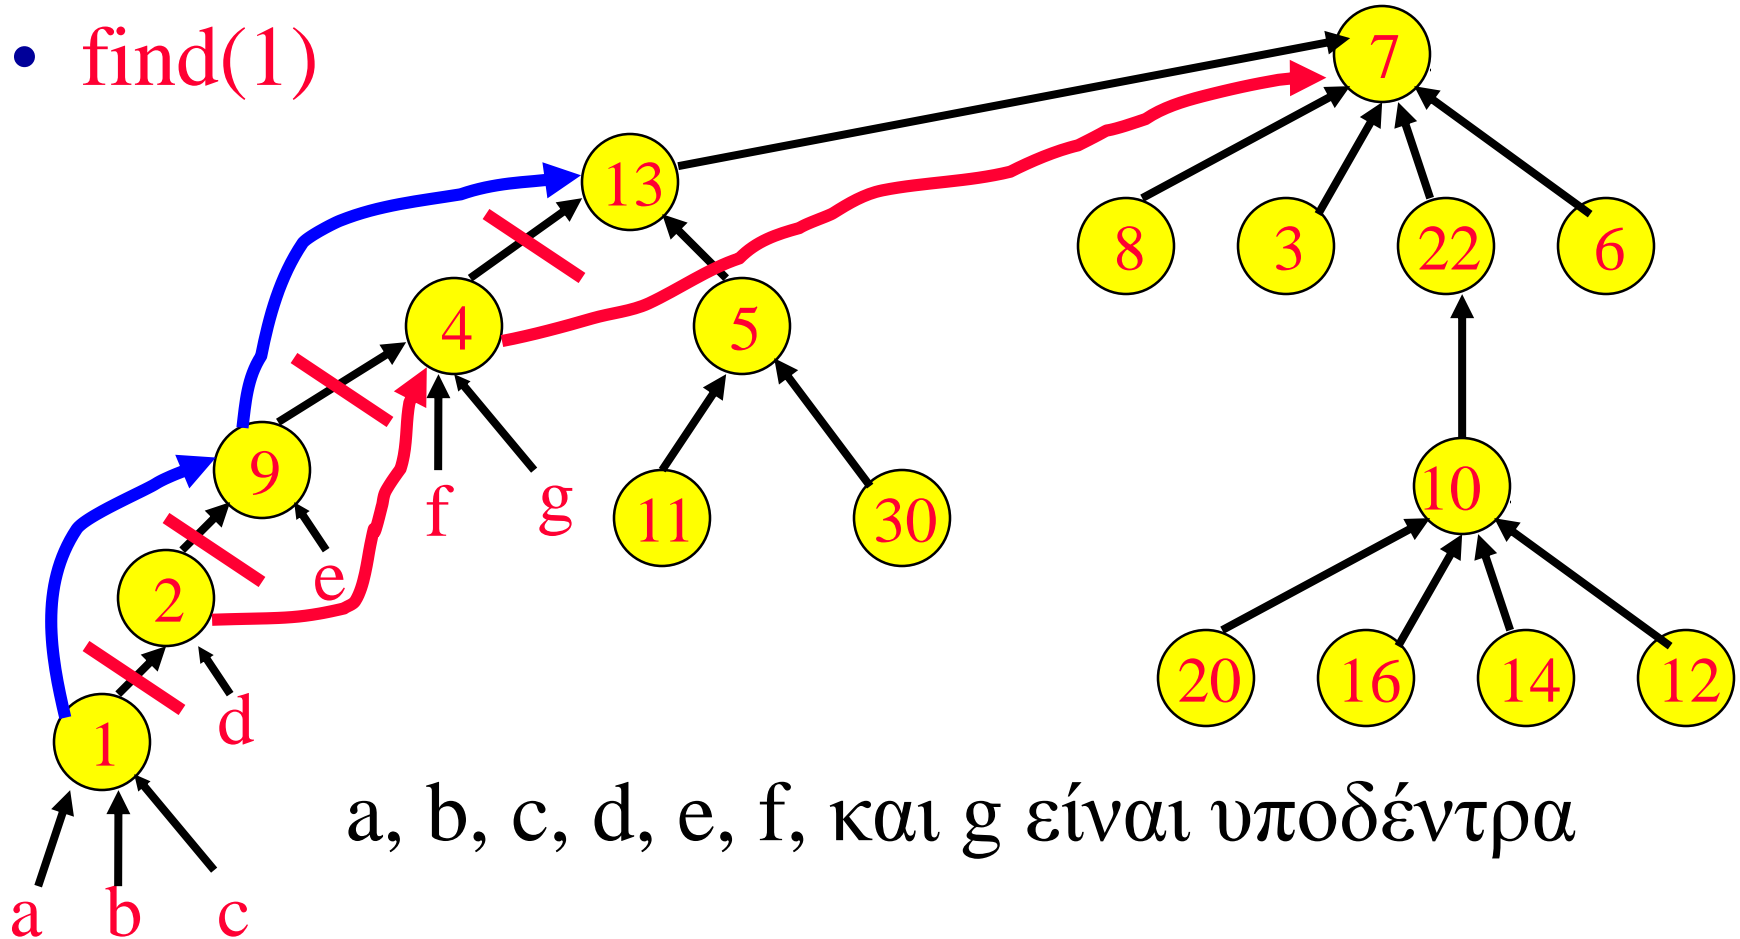 • find(1)
7
13
8 3 22 6
4 5
9 f g 11 30 10
2 e
1 d 20 16 14 12
a, b, c, d, e, f, και g είναι υποδέντρα
a b c